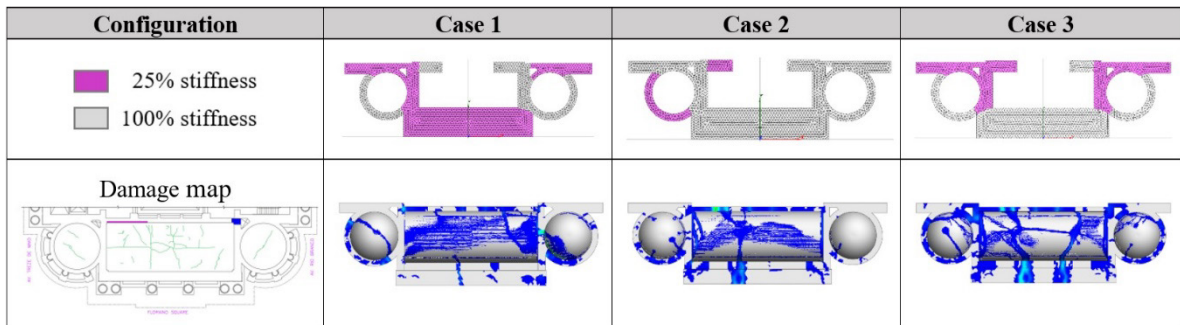 Configuration
Case 1
Case 2
Case 3
25% stiffness
100% stiffness
Damage map